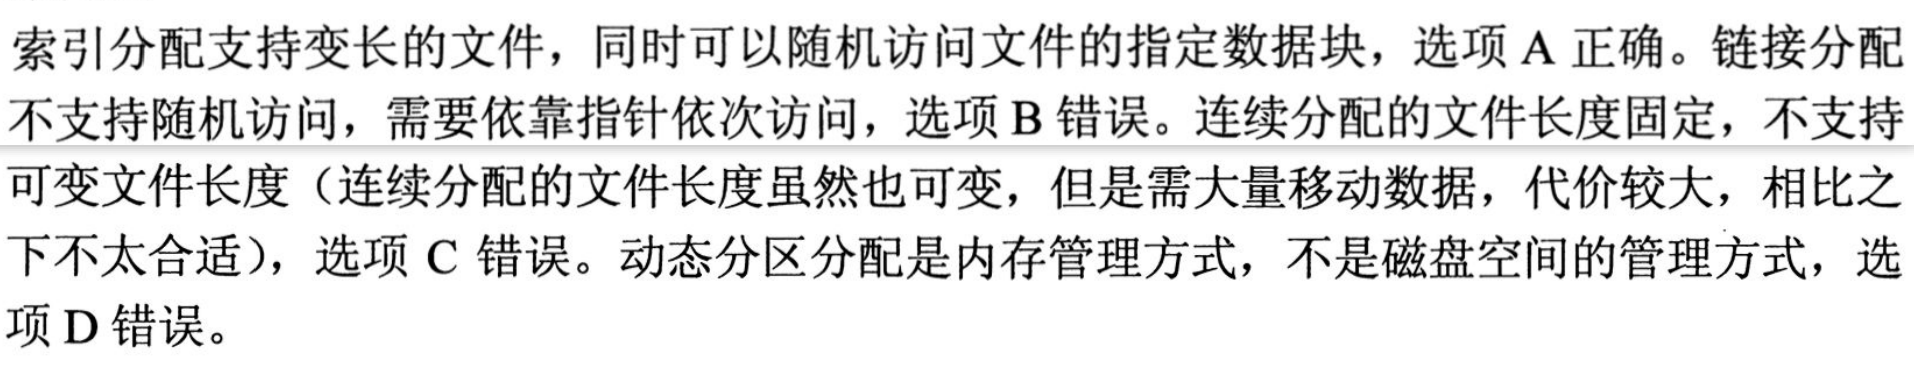 索引分配支持变长的文件，同时可以随机访问文件的指定数据块，选项 A 正确。链接分配
不支持随机访问，需要依靠指针依次访问，选项 B 错误。连续分配的文件长度固定，不支持
可变文件长度（连续分配的文件长度虽然也可变，但是需大量移动数据，代价较大，相比之
下不太合适），选项 C 错误。动态分区分配是内存管理方式，不是磁盘空间的管理方式，选
项 D 错误。